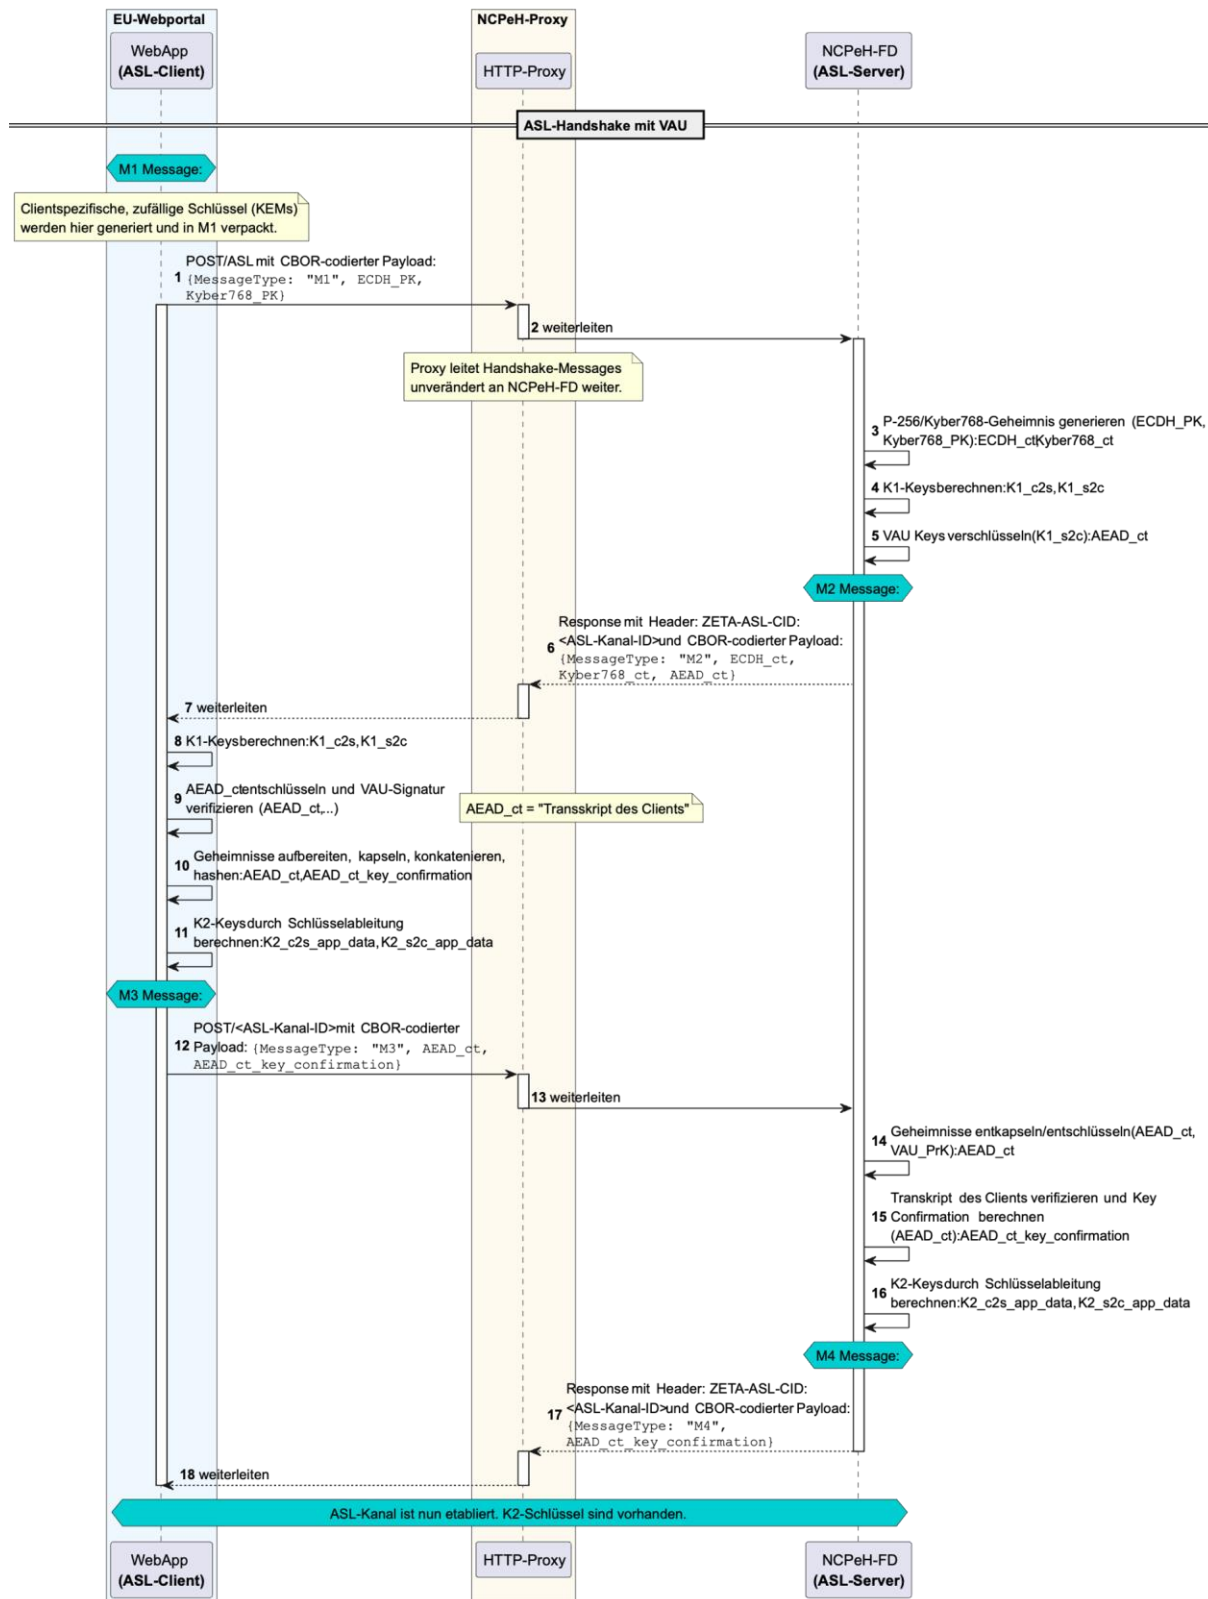 EU-Webportal
NCPeH-Proxy
WebApp
(ASL-Client)
HTTP-Proxy
NCPeH-FD
(ASL-Server)
ASL-Handshake mit VAU
M1 Message:
Clientspezifische, zufällige Schlüssel (KEMs)
werden hier generiert und in M1 verpackt.
POST/ASL mit CBOR-codierter Payload:
1 {MessageType: "M1", ECDH_PK,
Kyber768_PK}
2 weiterleiten
Proxy leitet Handshake-Messages
unverändert an NCPeH-FD weiter.
P-256/Kyber768-Geheimnis generieren (ECDH_PK,
3 Kyber768_PK):ECDH_ct,Kyber768_ct
4 K1-Keysberechnen:K1_c2s,K1_s2c
5 VAU Keys verschlüsseln(K1_s2c):AEAD_ct
M2 Message:
Response mit Header: ZETA-ASL-CID:
<ASL-Kanal-ID>und CBOR-codierter Payload:
6 {MessageType: "M2", ECDH_ct,
Kyber768_ct, AEAD_ct}
7 weiterleiten
8 K1-Keysberechnen:K1_c2s,K1_s2c
AEAD_ctentschlüsseln und VAU-Signatur
9 verifizieren (AEAD_ct,...)
AEAD_ct = "Transskript des Clients"
Geheimnisse aufbereiten, kapseln, konkatenieren,
10 hashen:AEAD_ct,AEAD_ct_key_confirmation
K2-Keysdurch Schlüsselableitung
11 berechnen:K2_c2s_app_data,K2_s2c_app_data
M3 Message:
POST/<ASL-Kanal-ID>mit CBOR-codierter
12 Payload: {MessageType: "M3", AEAD_ct,
AEAD_ct_key_confirmation}
13 weiterleiten
Geheimnisse entkapseln/entschlüsseln(AEAD_ct,
14 VAU_PrK):AEAD_ct
Transkript des Clients verifizieren und Key
15 Confirmation berechnen
(AEAD_ct):AEAD_ct_key_confirmation
K2-Keysdurch Schlüsselableitung
16 berechnen:K2_c2s_app_data,K2_s2c_app_data
M4 Message:
Response mit Header: ZETA-ASL-CID:
<ASL-Kanal-ID>und CBOR-codierter Payload:
17 {MessageType: "M4",
AEAD_ct_key_confirmation}
18 weiterleiten
ASL-Kanal ist nun etabliert. K2-Schlüssel sind vorhanden.
WebApp
(ASL-Client)
HTTP-Proxy
NCPeH-FD
(ASL-Server)